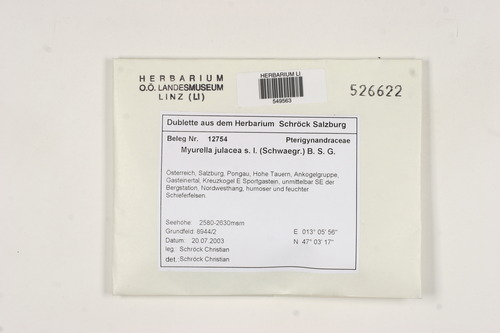 HERBARIUM
O.Ö. LANDESMUSEUM
LINZ (LI)
HERBARIUM LI
549563
526622
Dublette aus dem Herbarium Schröck Salzburg
Beleg Nr. 12754 Pterigynandraceae
Myurella julacea s. l. (Schwaegr.) B. S. G.
Österreich, Salzburg, Pongau, Hohe Tauern, Ankogelgruppe,
Gasteinertal, Kreuzkogel E Sportgastein, unmittelbar SE der
Bergstation, Nordwesthang, humoser und feuchter
Schieferfelsen.
Seehöhe: 2580-2630msm
Grundfeld: 8944/2 E 013° 05' 56"
Datum: 20.07.2003 N 47° 03' 17"
leg.: Schröck Christian
det.: Schröck Christian